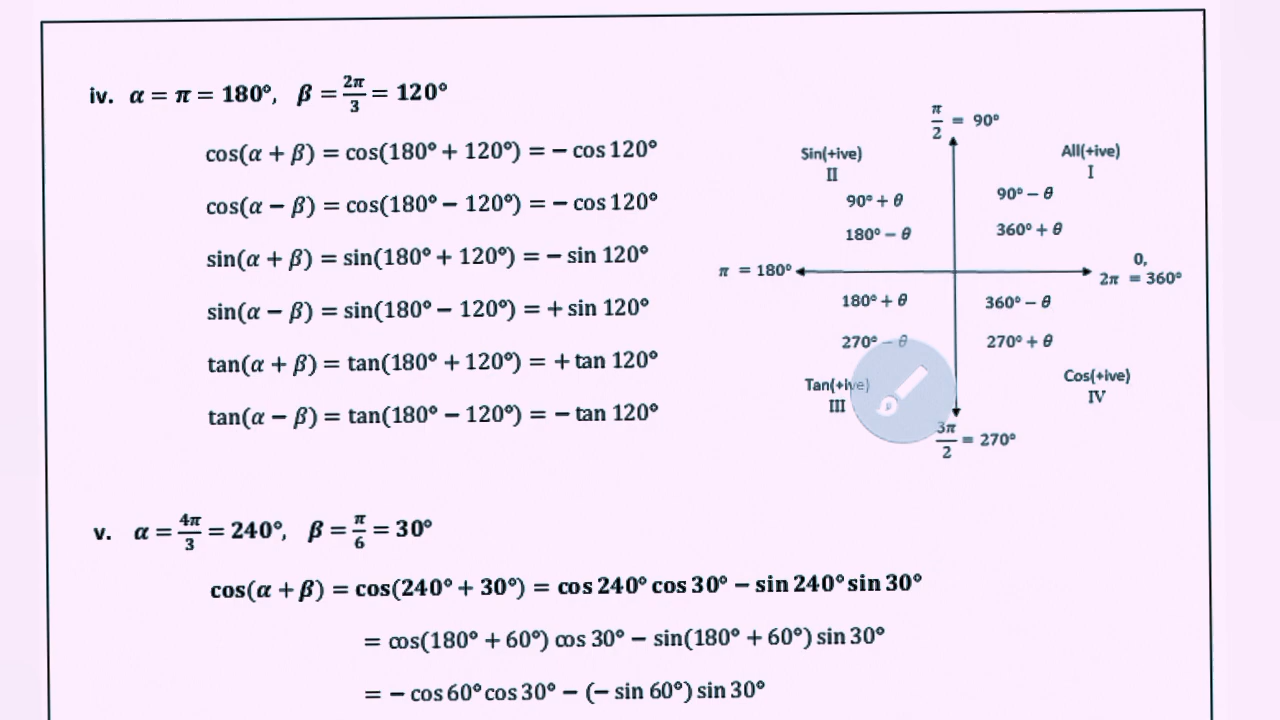 iv. α = π = 180°, β = 2π/3 = 120°
cos(α + β) = cos(180° + 120°) = − cos 120°
cos(α − β) = cos(180° − 120°) = − cos 120°
sin(α + β) = sin(180° + 120°) = − sin 120°
sin(α − β) = sin(180° − 120°) = + sin 120°
tan(α + β) = tan(180° + 120°) = + tan 120°
tan(α − β) = tan(180° − 120°) = − tan 120°
π/2 = 90°
Sin(+ive)
II
All(+ive)
I
90° + θ
90° − θ
180° − θ
360° + θ
π = 180°
0,
2π = 360°
180° + θ
360° − θ
270° − θ
270° + θ
Tan(+ive)
III
Cos(+ive)
IV
3π/2 = 270°
v. α = 4π/3 = 240°, β = π/6 = 30°
cos(α + β) = cos(240° + 30°) = cos 240° cos 30° − sin 240° sin 30°
= cos(180° + 60°) cos 30° − sin(180° + 60°) sin 30°
= − cos 60° cos 30° − (− sin 60°) sin 30°